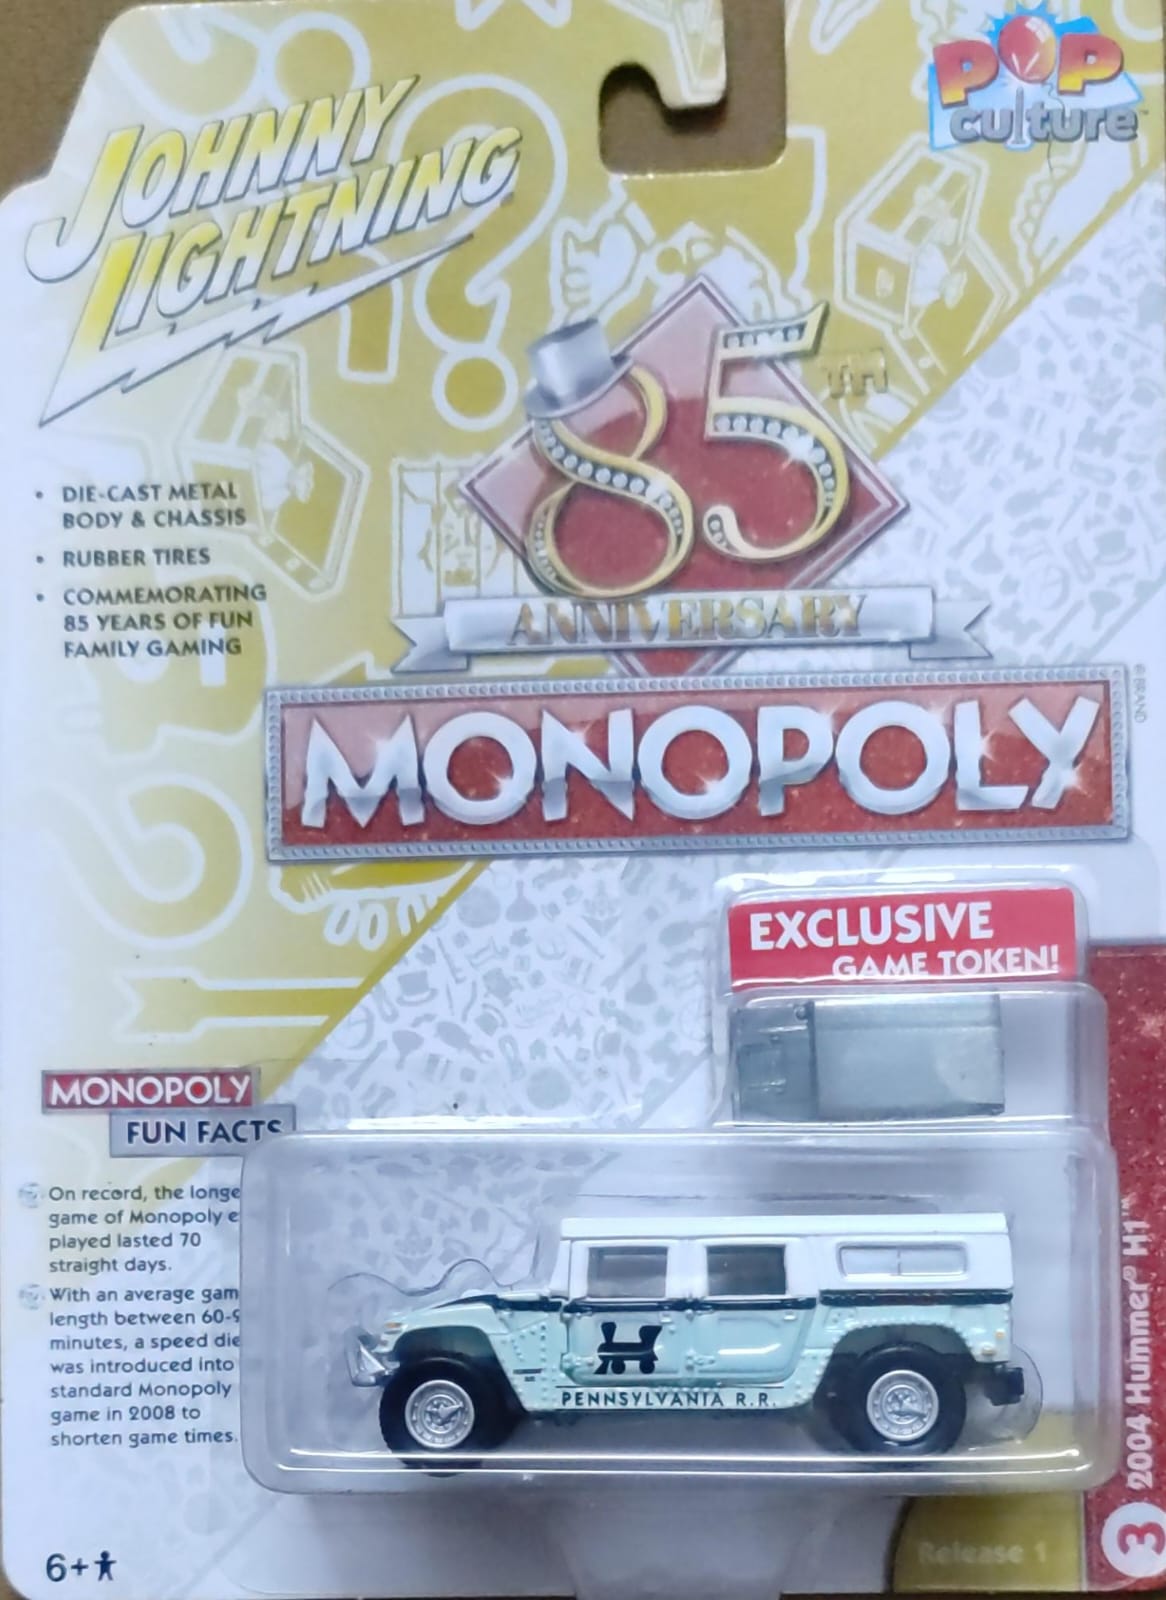 POP
culture™
JOHNNY
LIGHTNING
85
TH
ANNIVERSARY
• DIE-CAST METAL
BODY & CHASSIS
• RUBBER TIRES
• COMMEMORATING
85 YEARS OF FUN
FAMILY GAMING
MONOPOLY
® BRAND
EXCLUSIVE
GAME TOKEN!
MONOPOLY
FUN FACTS
On record, the longe
game of Monopoly e
played lasted 70
straight days.
With an average gam
length between 60-9
minutes, a speed die
was introduced into
standard Monopoly
game in 2008 to
shorten game times.
PENNSYLVANIA R.R.
2004 Hummer® H1™
3
Release 1
6+